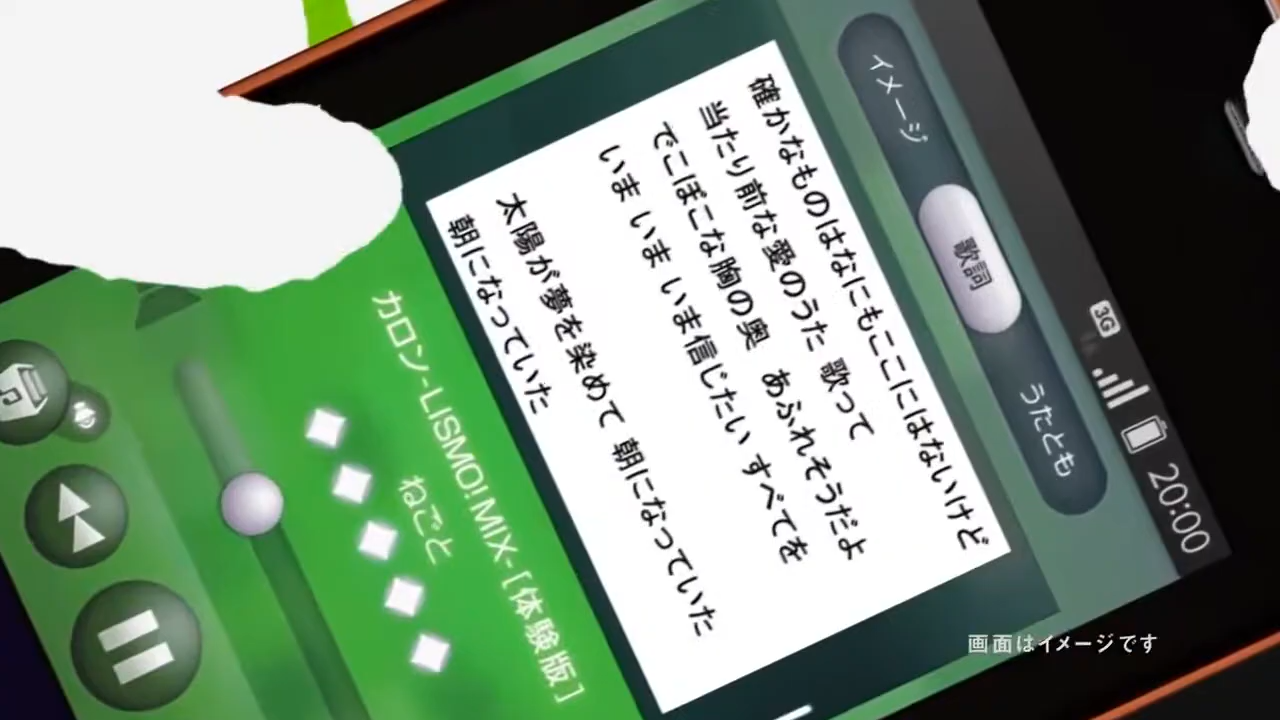 3G
20:00
イメージ
歌詞
うたとも
確かなものはなにもここにはないけど
当たり前な愛のうた 歌って
でこぼこな胸の奥 あふれそうだよ
いま いま いま信じたい すべてを
太陽が夢を染めて 朝になっていた
朝になっていた
カロン-LISMO! MIX- [体験版]
ねごと
画面はイメージです